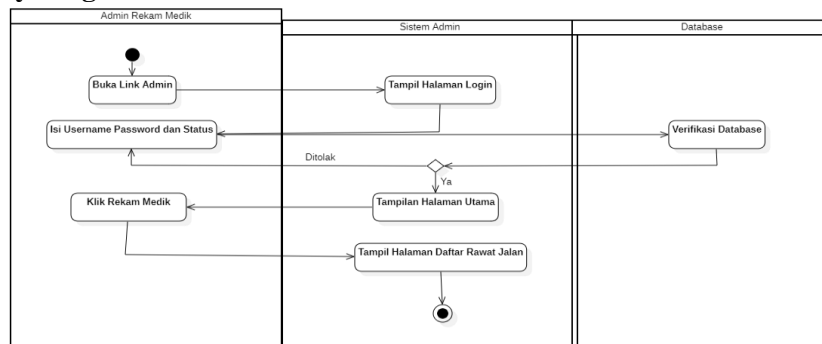 Admin Rekam Medik
Sistem Admin
Database
Buka Link Admin
Tampil Halaman Login
Isi Username Password dan Status
Verifikasi Database
Ditolak
Ya
Klik Rekam Medik
Tampilan Halaman Utama
Tampil Halaman Daftar Rawat Jalan